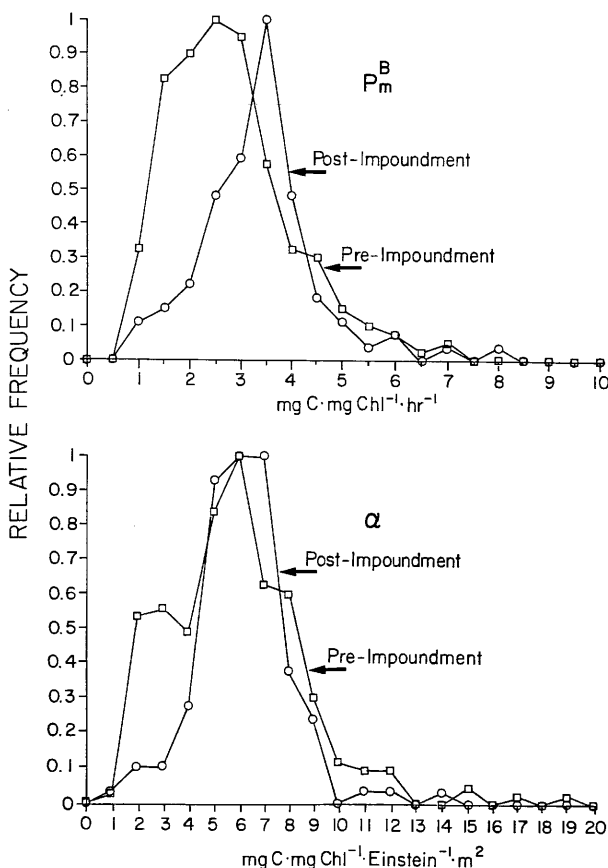 RELATIVE FREQUENCY
1
0.9
0.8
0.7
0.6
0.5
0.4
0.3
0.2
0.1
0
P_m^B
Post-Impoundment
Pre-Impoundment
0 1 2 3 4 5 6 7 8 9 10
mg C·mg Chl⁻¹·hr⁻¹
1
0.9
0.8
0.7
0.6
0.5
0.4
0.3
0.2
0.1
0
α
Post-Impoundment
Pre-Impoundment
0 1 2 3 4 5 6 7 8 9 10 11 12 13 14 15 16 17 18 19 20
mg C·mg Chl⁻¹·Einstein⁻¹·m²